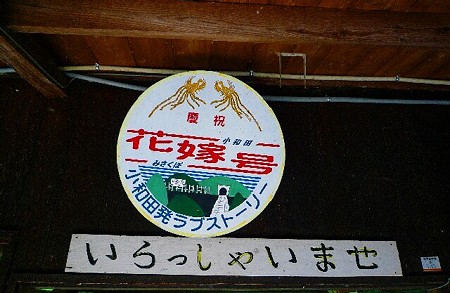 慶祝
花嫁号
小和田
みさくぼ
小和田発ラブストーリー
いらっしゃいませ